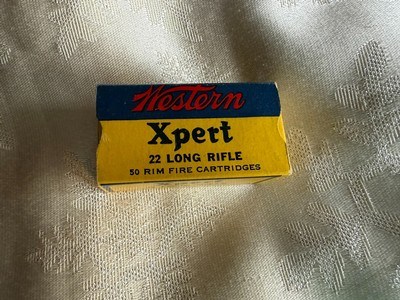 Western
Xpert
22 LONG RIFLE
50 RIM FIRE CARTRIDGES